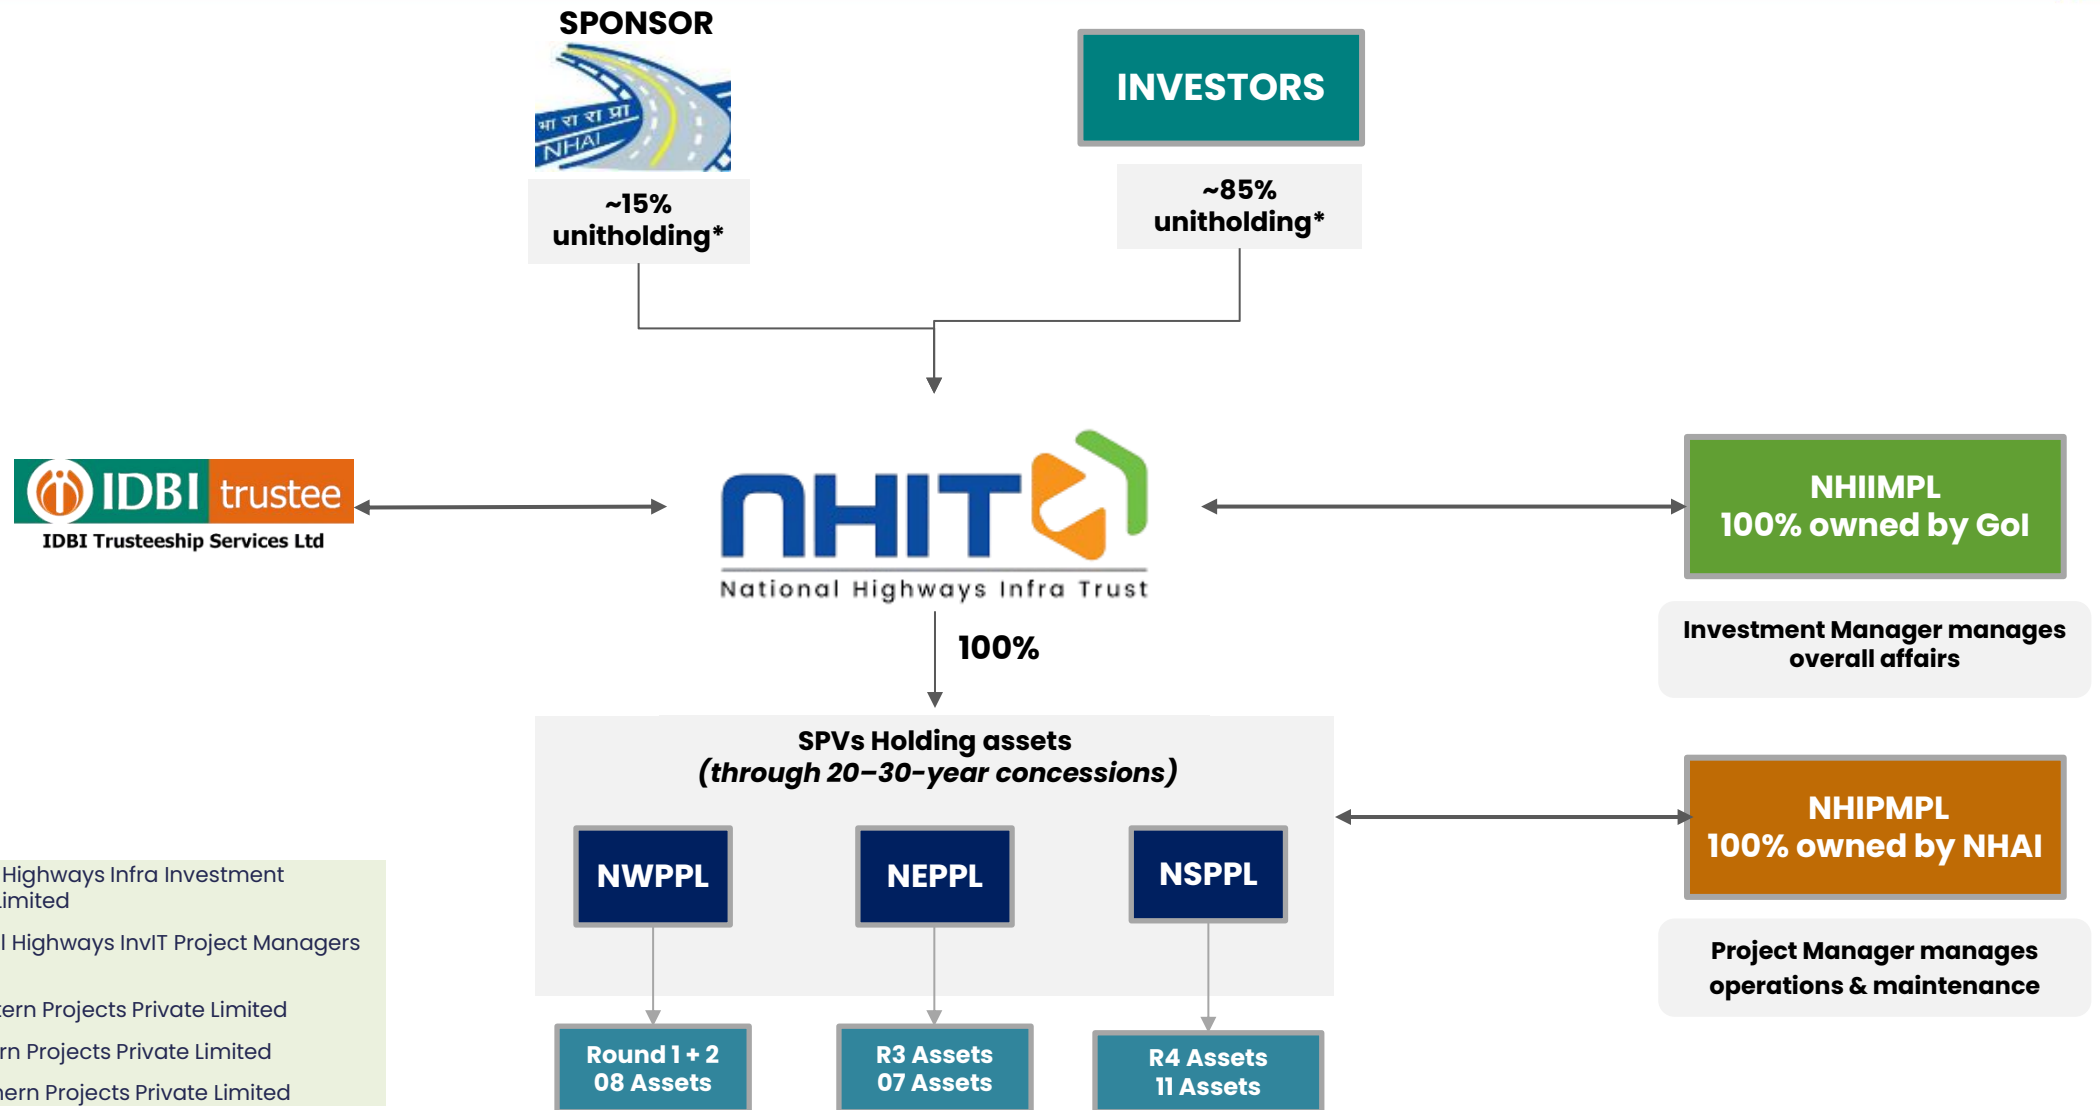 SPONSOR
भा रा रा प्रा
NHAI
INVESTORS
~15%
unitholding*
~85%
unitholding*
IDBI trustee
IDBI Trusteeship Services Ltd
NHIT
National Highways Infra Trust
NHIIMPL
100% owned by GoI
Investment Manager manages
overall affairs
100%
SPVs Holding assets
(through 20–30-year concessions)
NWPPL
NEPPL
NSPPL
NHIPMPL
100% owned by NHAI
Project Manager manages
operations & maintenance
Round 1 + 2
08 Assets
R3 Assets
07 Assets
R4 Assets
11 Assets
Highways Infra Investment
Limited
l Highways InvIT Project Managers
tern Projects Private Limited
rn Projects Private Limited
hern Projects Private Limited